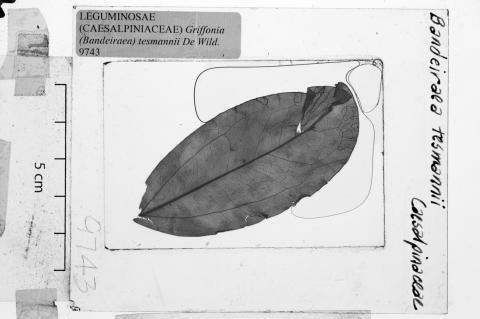 LEGUMINOSAE
(CAESALPINIACEAE) Griffonia
(Bandeiraea) tesmannii De Wild.
9743
Bandeiraea tesmannii
Caesalpiniaceae
5 cm
9743